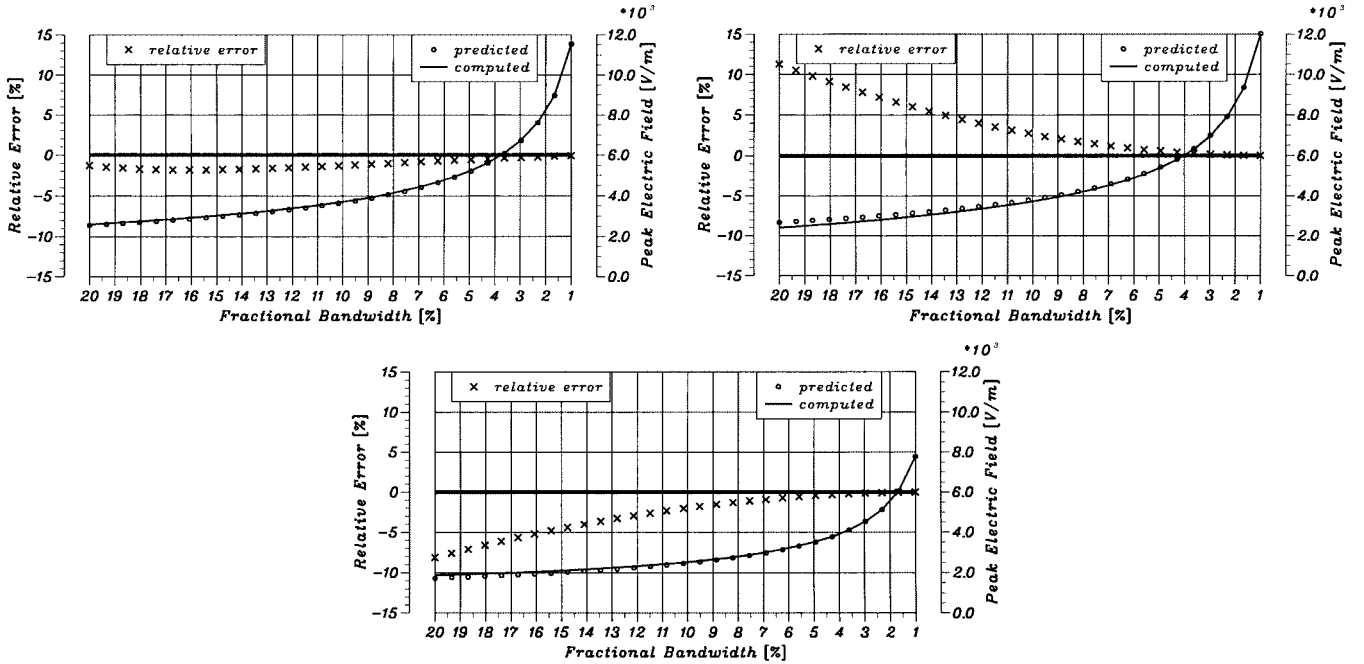 *10³
15
10
5
0
-5
-10
-15
Relative Error [%]
× relative error
o predicted
— computed
12.0
10.0
8.0
6.0
4.0
2.0
0.0
Peak Electric Field [V/m]
20 19 18 17 16 15 14 13 12 11 10 9 8 7 6 5 4 3 2 1
Fractional Bandwidth [%]
*10³
15
10
5
0
-5
-10
-15
Relative Error [%]
× relative error
o predicted
— computed
12.0
10.0
8.0
6.0
4.0
2.0
0.0
Peak Electric Field [V/m]
20 19 18 17 16 15 14 13 12 11 10 9 8 7 6 5 4 3 2 1
Fractional Bandwidth [%]
*10³
15
10
5
0
-5
-10
-15
Relative Error [%]
× relative error
o predicted
— computed
12.0
10.0
8.0
6.0
4.0
2.0
0.0
Peak Electric Field [V/m]
20 19 18 17 16 15 14 13 12 11 10 9 8 7 6 5 4 3 2 1
Fractional Bandwidth [%]